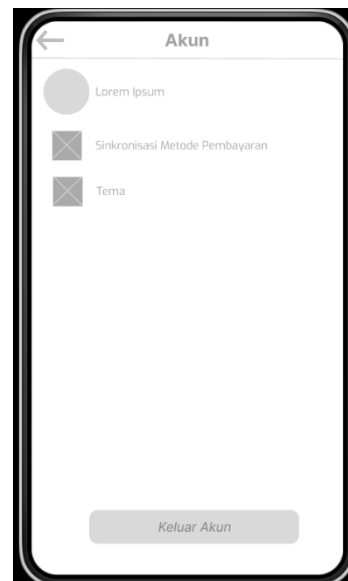 Akun
Lorem Ipsum
Sinkronisasi Metode Pembayaran
Tema
Keluar Akun